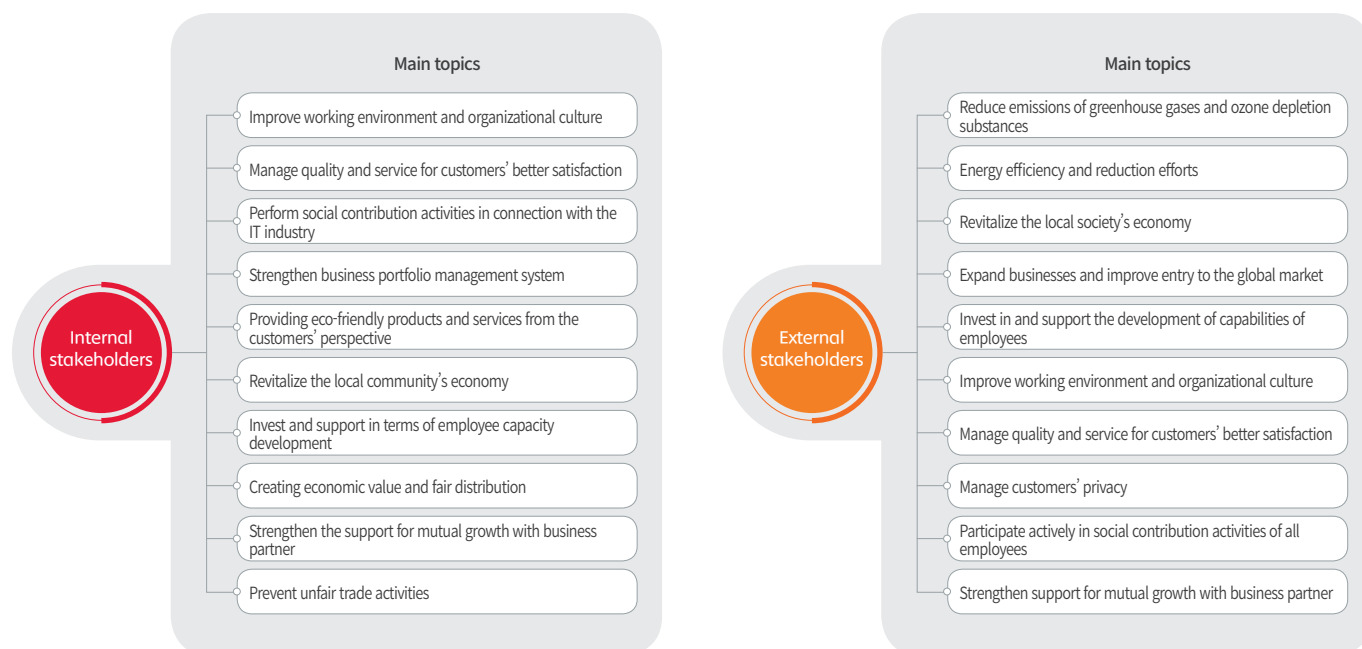 Main topics
Improve working environment and organizational culture
Manage quality and service for customers' better satisfaction
Perform social contribution activities in connection with the
IT industry
Strengthen business portfolio management system
Providing eco-friendly products and services from the
customers' perspective
Revitalize the local community's economy
Invest and support in terms of employee capacity
development
Creating economic value and fair distribution
Strengthen the support for mutual growth with business
partner
Prevent unfair trade activities
Internal
stakeholders
Main topics
Reduce emissions of greenhouse gases and ozone depletion
substances
Energy efficiency and reduction efforts
Revitalize the local society's economy
Expand businesses and improve entry to the global market
Invest in and support the development of capabilities of
employees
Improve working environment and organizational culture
Manage quality and service for customers' better satisfaction
Manage customers' privacy
Participate actively in social contribution activities of all
employees
Strengthen support for mutual growth with business partner
External
stakeholders